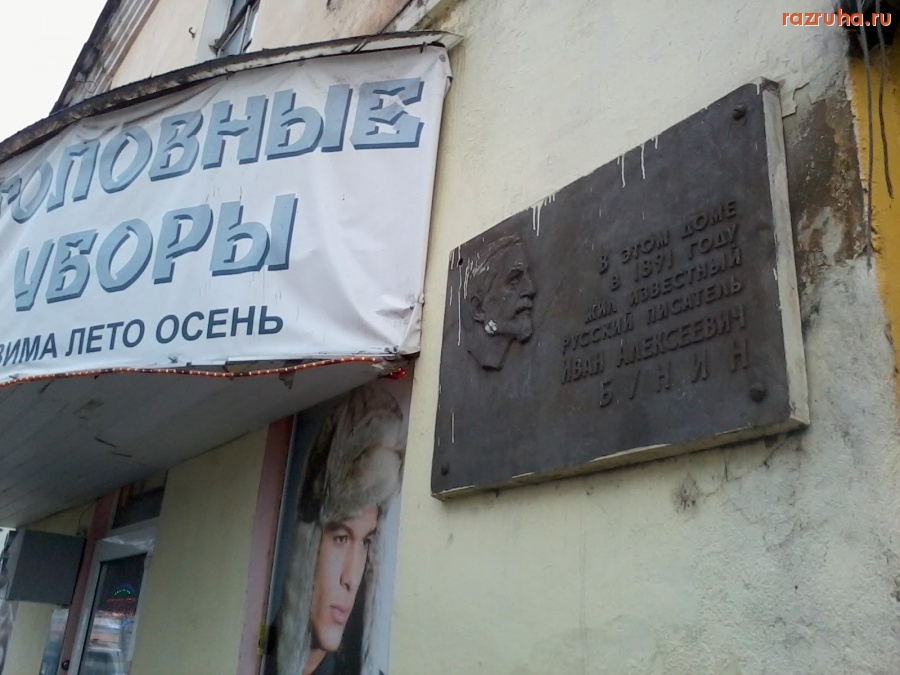 razruha.ru
ГОЛОВНЫЕ
УБОРЫ
ЗИМА ЛЕТО ОСЕНЬ
В ЭТОМ ДОМЕ
В 1891 ГОДУ
ЖИЛ ИЗВЕСТНЫЙ
РУССКИЙ ПИСАТЕЛЬ
ИВАН АЛЕКСЕЕВИЧ
БУНИН